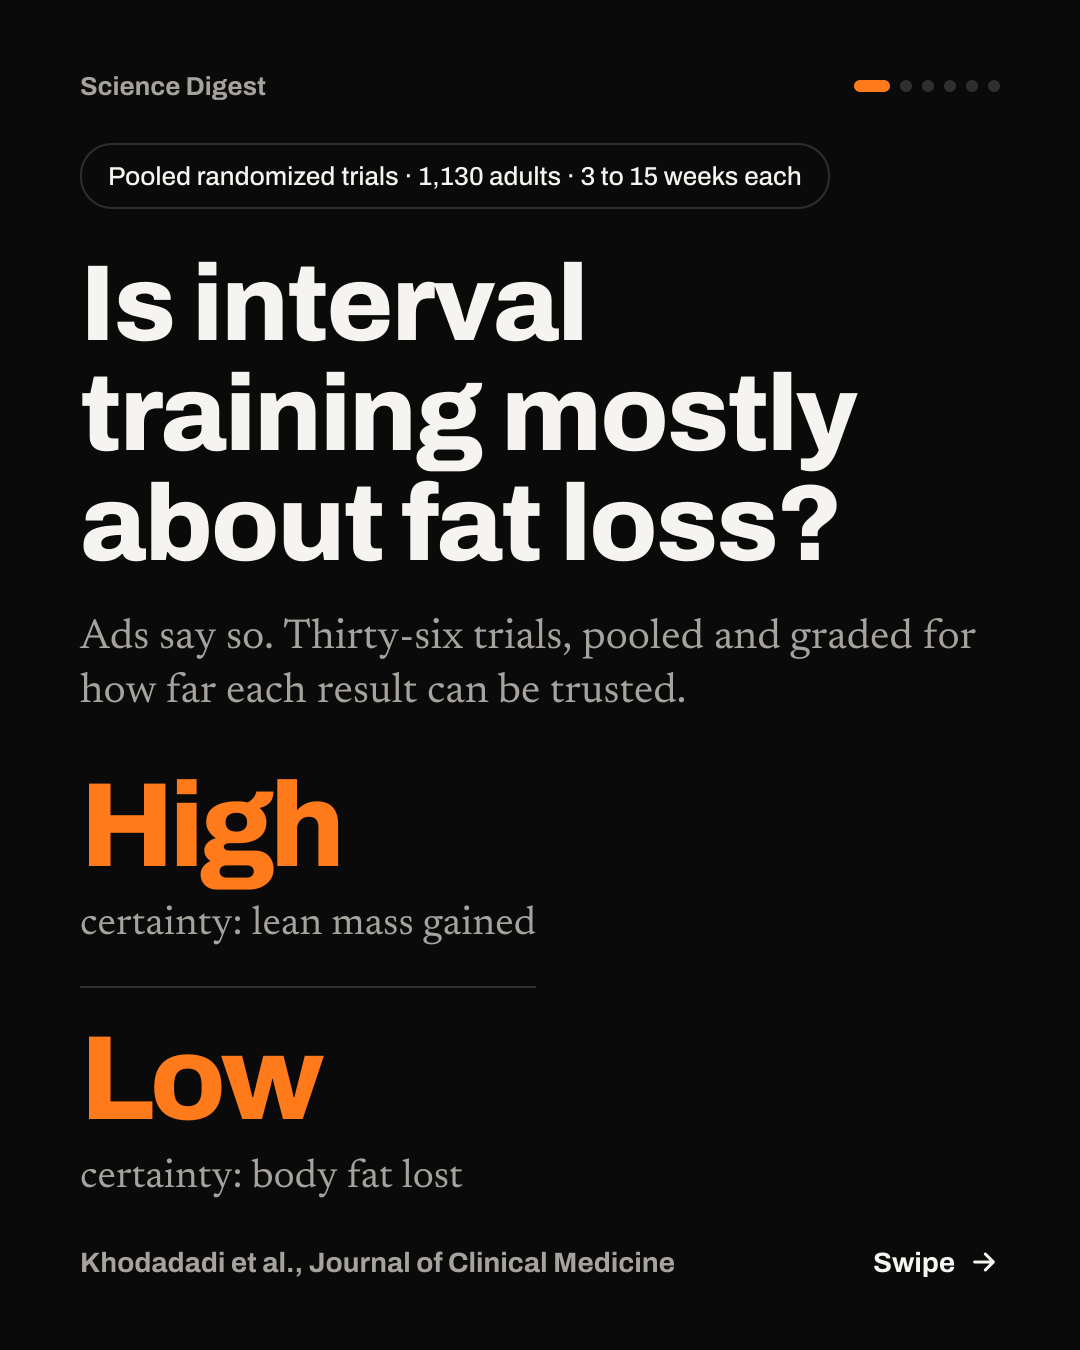 Science Digest
Pooled randomized trials · 1,130 adults · 3 to 15 weeks each
Is interval
training mostly
about fat loss?
Ads say so. Thirty-six trials, pooled and graded for
how far each result can be trusted.
High
certainty: lean mass gained
Low
certainty: body fat lost
Khodadadi et al., Journal of Clinical Medicine
Swipe →